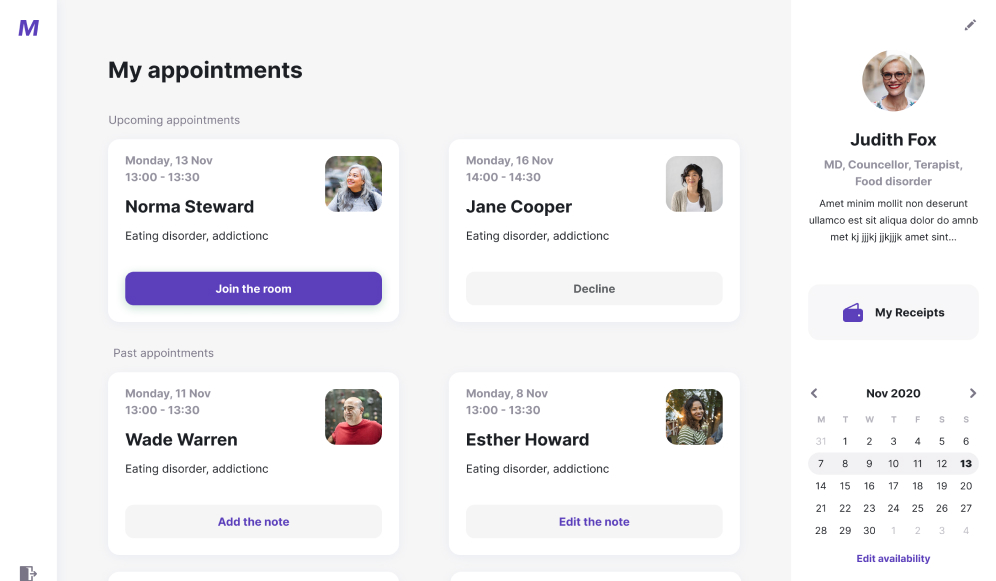 M
My appointments
Upcoming appointments
Monday, 13 Nov
13:00 - 13:30
Norma Steward
Eating disorder, addictionc
Join the room
Monday, 16 Nov
14:00 - 14:30
Jane Cooper
Eating disorder, addictionc
Decline
Past appointments
Monday, 11 Nov
13:00 - 13:30
Wade Warren
Eating disorder, addictionc
Add the note
Monday, 8 Nov
13:00 - 13:30
Esther Howard
Eating disorder, addictionc
Edit the note
Judith Fox
MD, Councellor, Terapist,
Food disorder
Amet minim mollit non deserunt
ullamco est sit aliqua dolor do amnb
met kj jjjkj jjkjjjk amet sint...
My Receipts
Nov 2020
M T W T F S S
31 1 2 3 4 5 6
7 8 9 10 11 12 13
14 15 16 17 18 19 20
21 22 23 24 25 26 27
28 29 30 1 2 3 4
Edit availability